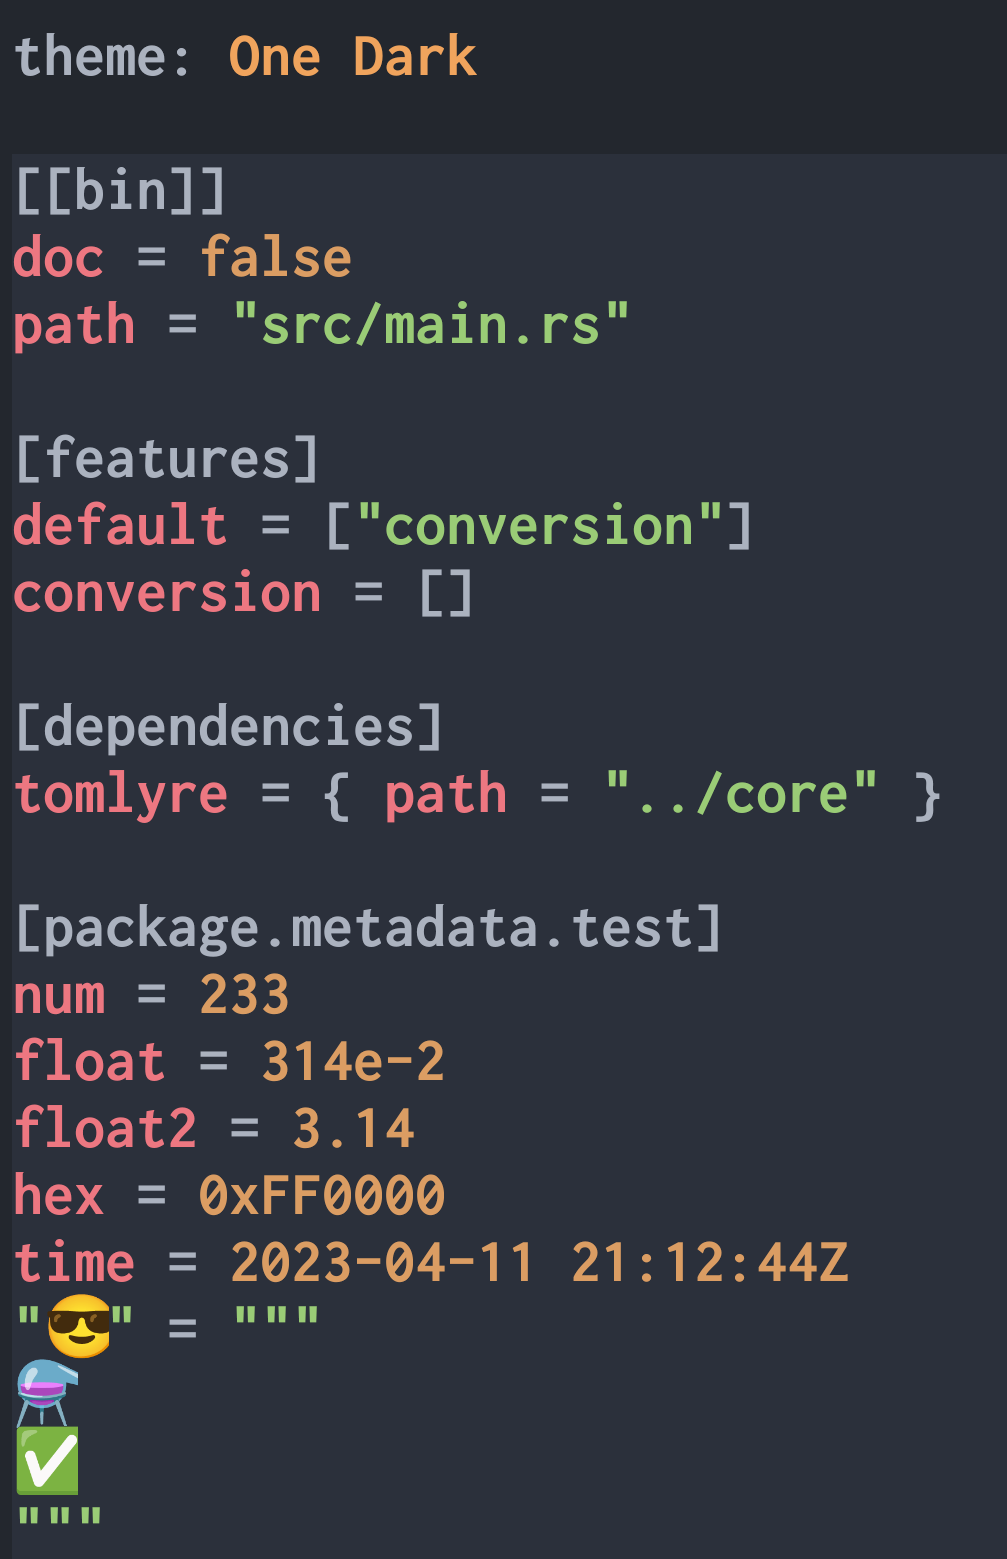 theme: One Dark
[[bin]]
doc = false
path = "src/main.rs"
[features]
default = ["conversion"]
conversion = []
[dependencies]
tomlyre = { path = "../core" }
[package.metadata.test]
num = 233
float = 314e-2
float2 = 3.14
hex = 0xFF0000
time = 2023-04-11 21:12:44Z
"😎" = """
⚗️
✅
"""